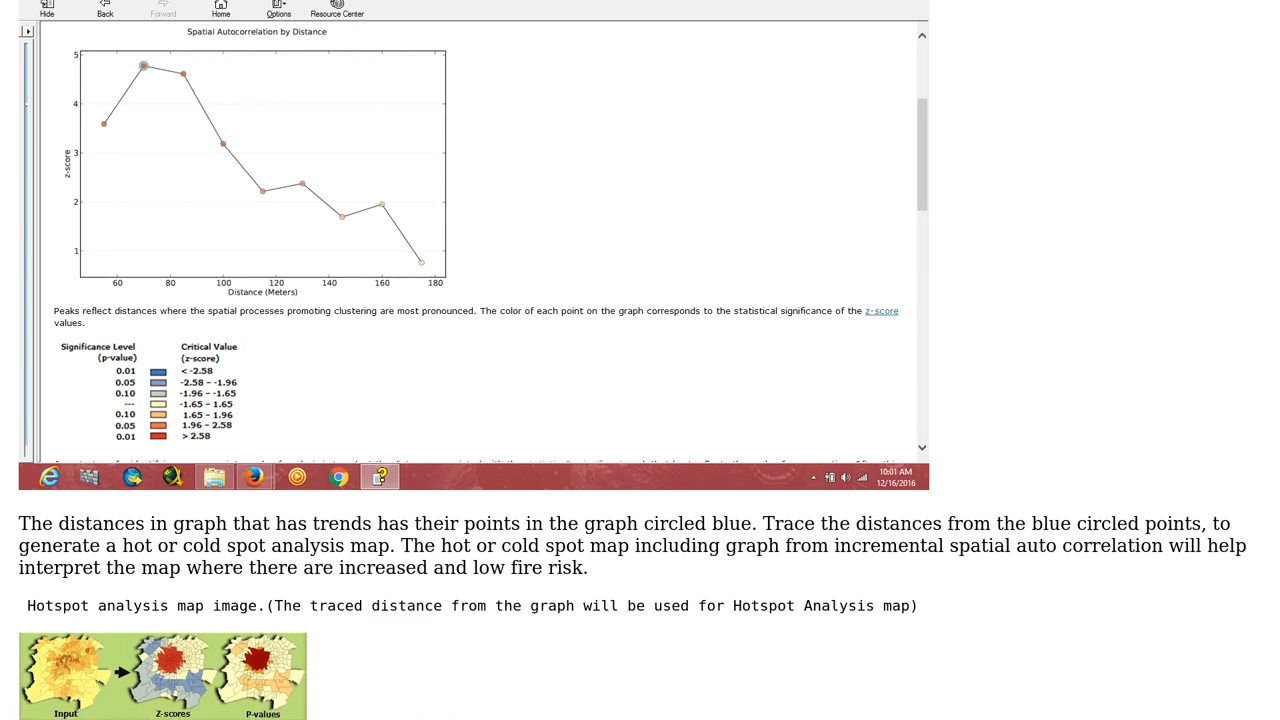 Hide Back Forward Home Options Resource Center
Spatial Autocorrelation by Distance
5
4
3
2
1
z-score
60 80 100 120 140 160 180
Distance (Meters)
Peaks reflect distances where the spatial processes promoting clustering are most pronounced. The color of each point on the graph corresponds to the statistical significance of the z-score
values.
Significance Level Critical Value
(p-value) (z-score)
0.01 < -2.58
0.05 -2.58 – -1.96
0.10 -1.96 – -1.65
--- -1.65 – 1.65
0.10 1.65 – 1.96
0.05 1.96 – 2.58
0.01 > 2.58
10:01 AM
12/16/2016
The distances in graph that has trends has their points in the graph circled blue. Trace the distances from the blue circled points, to
generate a hot or cold spot analysis map. The hot or cold spot map including graph from incremental spatial auto correlation will help
interpret the map where there are increased and low fire risk.
Hotspot analysis map image.(The traced distance from the graph will be used for Hotspot Analysis map)
Input Z-scores P-values